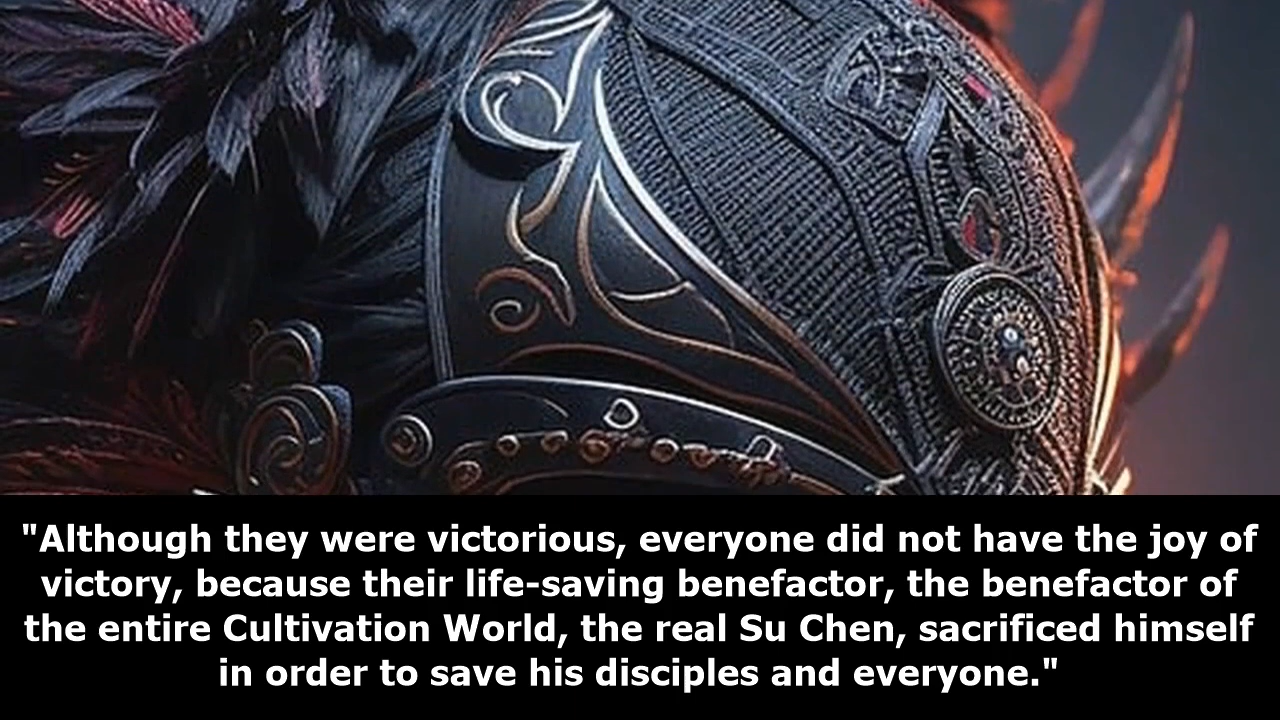 "Although they were victorious, everyone did not have the joy of
victory, because their life-saving benefactor, the benefactor of
the entire Cultivation World, the real Su Chen, sacrificed himself
in order to save his disciples and everyone."